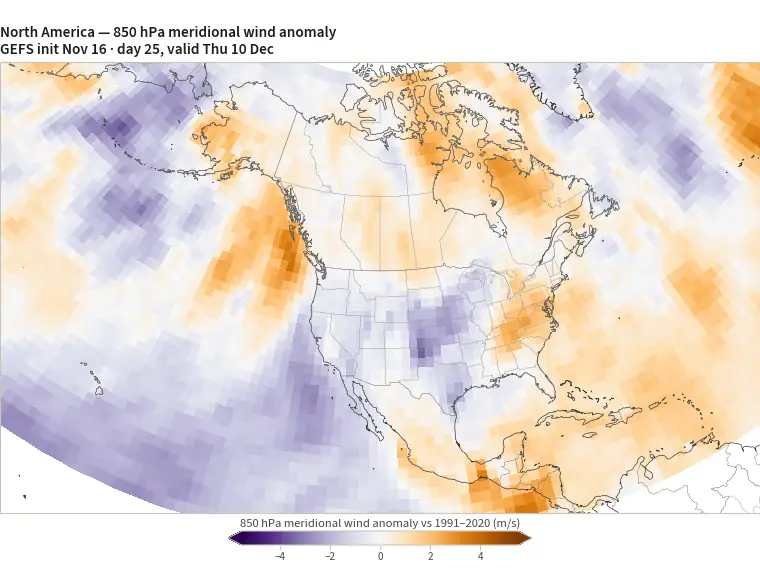 North America — 850 hPa meridional wind anomaly
GEFS init Nov 16 · day 25, valid Thu 10 Dec
850 hPa meridional wind anomaly vs 1991–2020 (m/s)
−4 −2 0 2 4